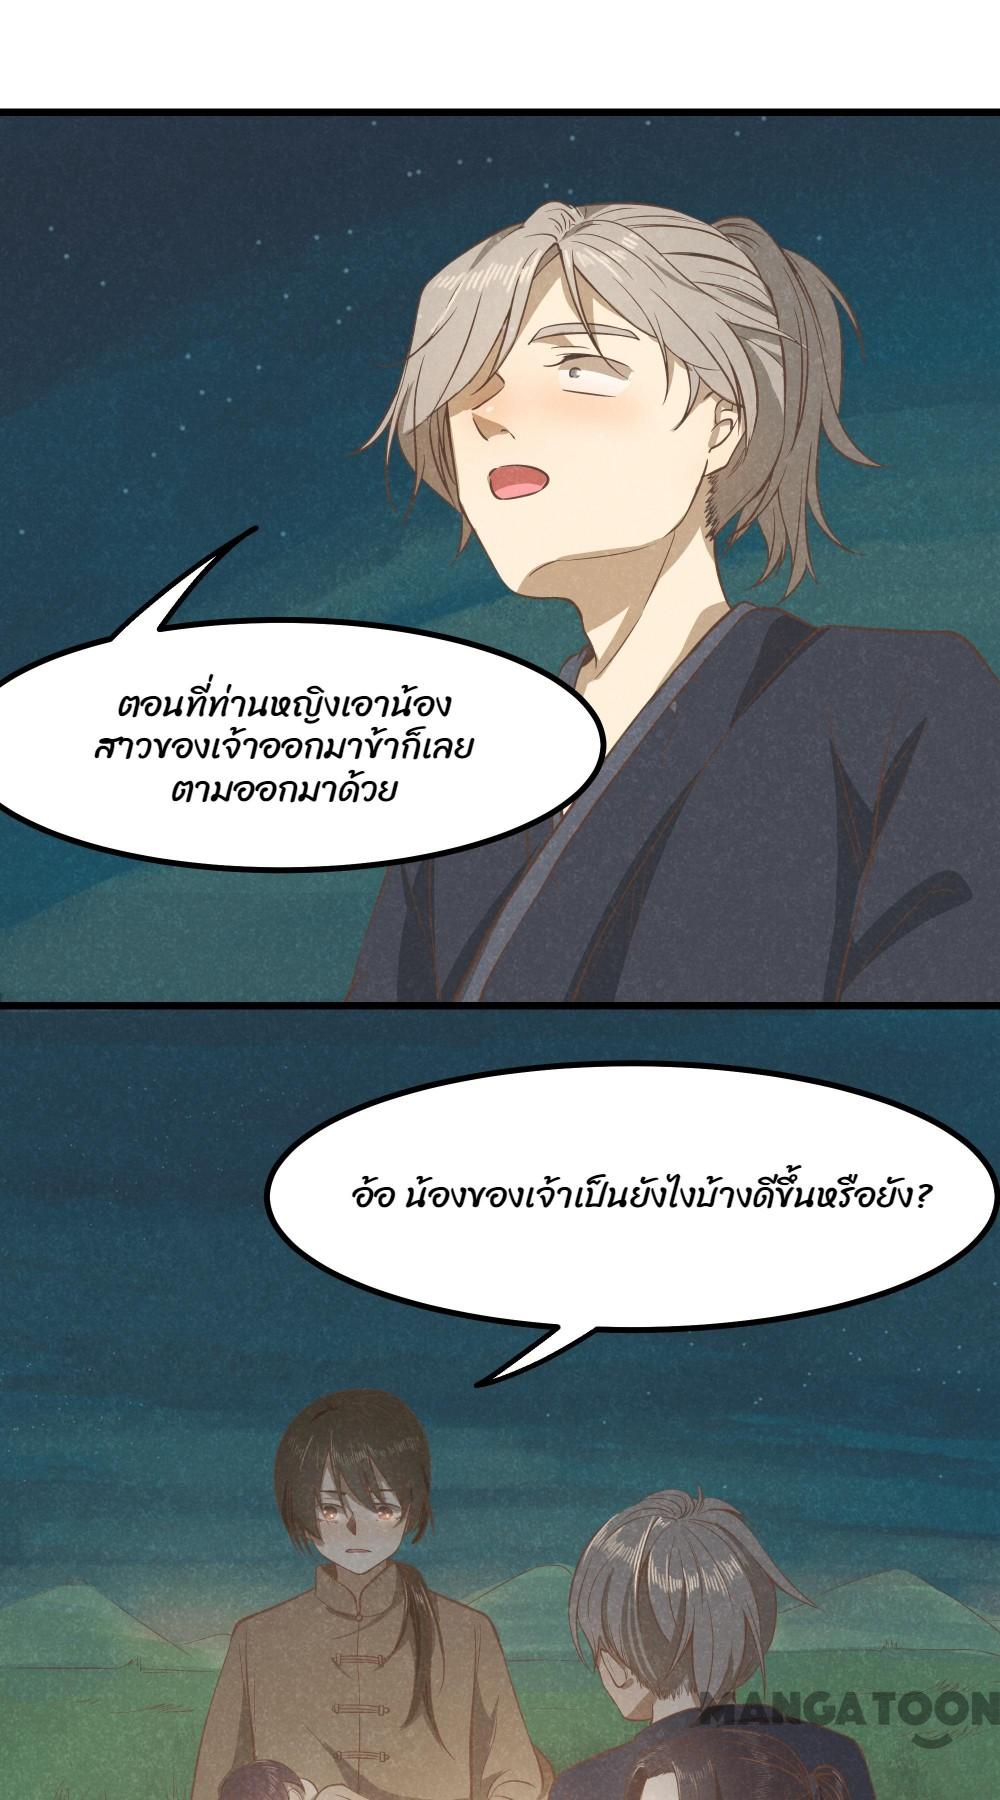 ตอนที่ท่านหญิงเอาน้อง
สาวของเจ้าออกมาข้าก็เลย
ตามออกมาด้วย
อ้อ น้องของเจ้าเป็นยังไงบ้างดีขึ้นหรือยัง?
MANGATOON